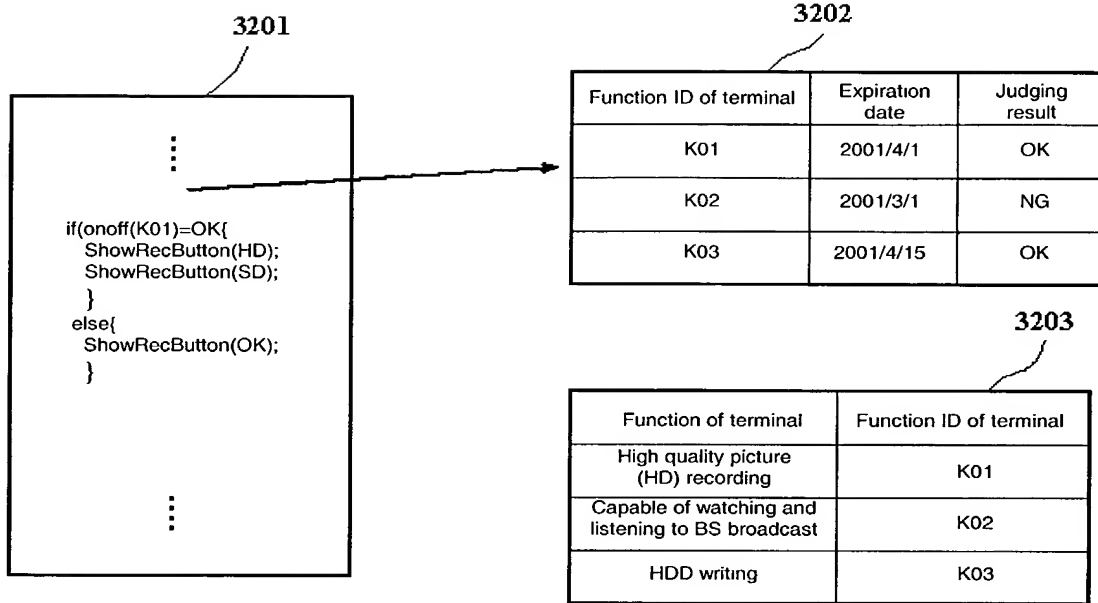 3201
if(onoff(K01)=OK{
ShowRecButton(HD);
ShowRecButton(SD);
}
else{
ShowRecButton(OK);
}
3202
Function ID of terminal Expiration date Judging result
K01 2001/4/1 OK
K02 2001/3/1 NG
K03 2001/4/15 OK
3203
Function of terminal Function ID of terminal
High quality picture
(HD) recording K01
Capable of watching and
listening to BS broadcast K02
HDD writing K03